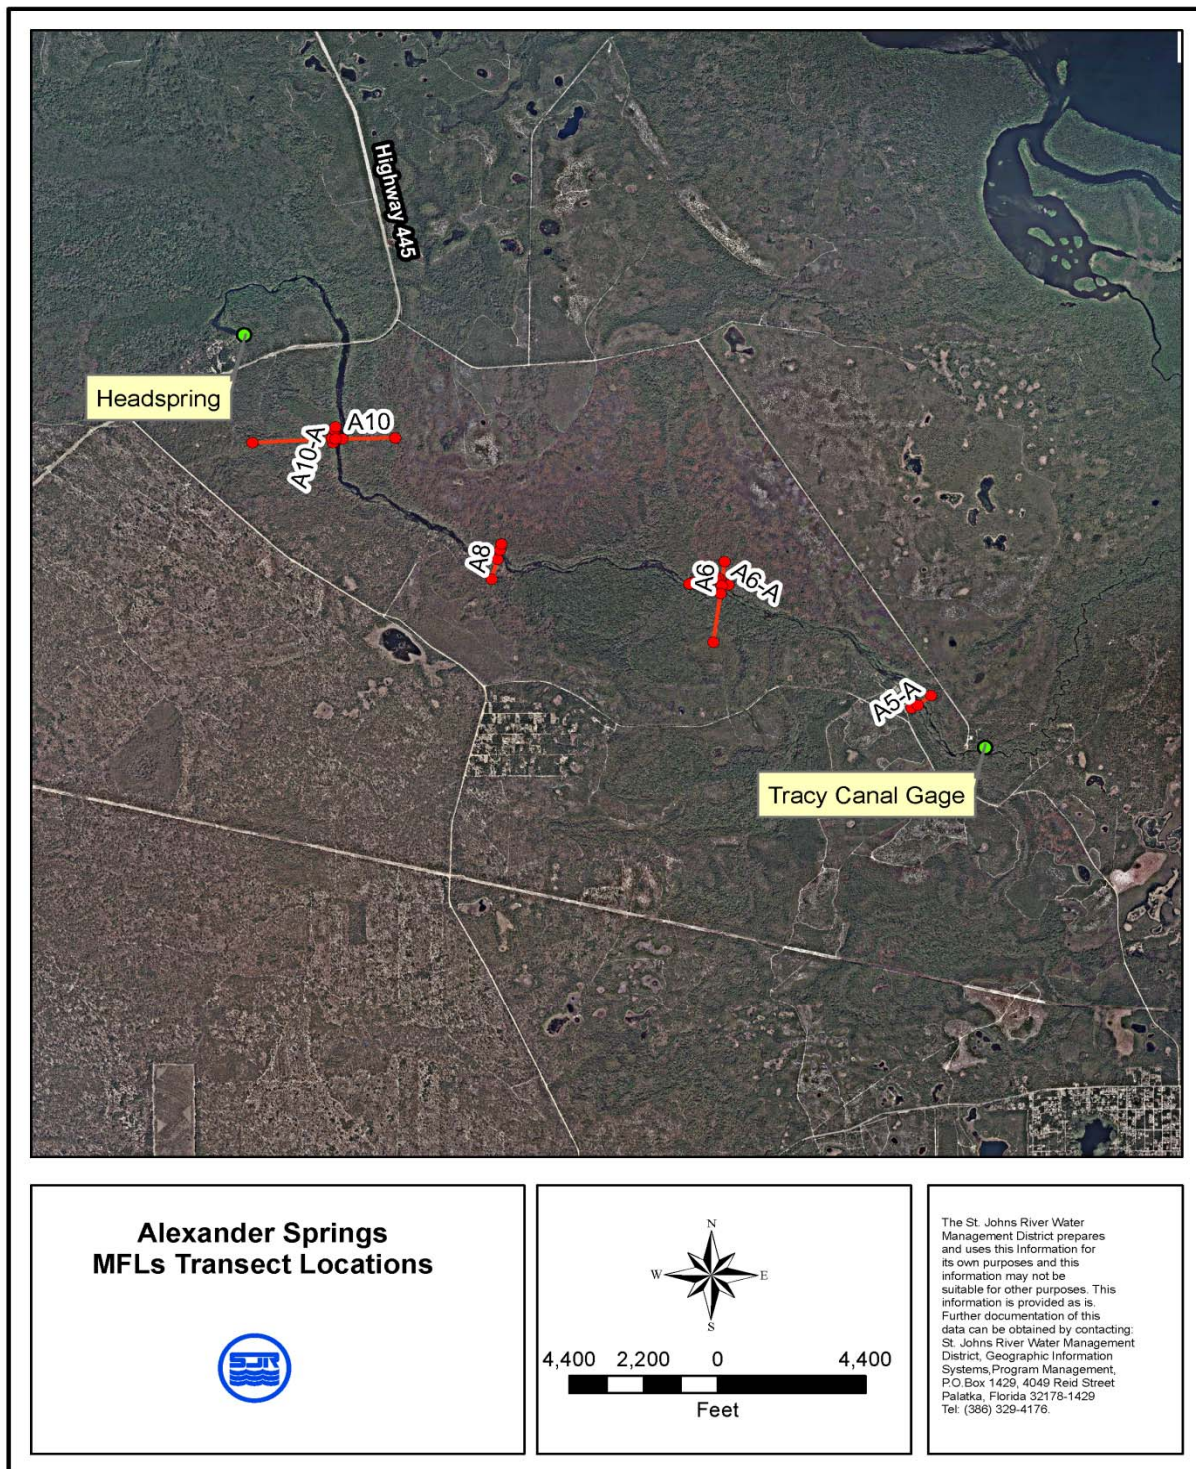 Highway 445
Headspring
A10
A10-A
A8
A6
A6-A
A5-A
Tracy Canal Gage
Alexander Springs
MFLs Transect Locations
SJR
N
W
E
S
4,400 2,200 0 4,400
Feet
The St. Johns River Water
Management District prepares
and uses this Information for
its own purposes and this
information may not be
suitable for other purposes. This
information is provided as is.
Further documentation of this
data can be obtained by contacting:
St. Johns River Water Management
District, Geographic Information
Systems,Program Management,
P.O.Box 1429, 4049 Reid Street
Palatka, Florida 32178-1429
Tel: (386) 329-4176.